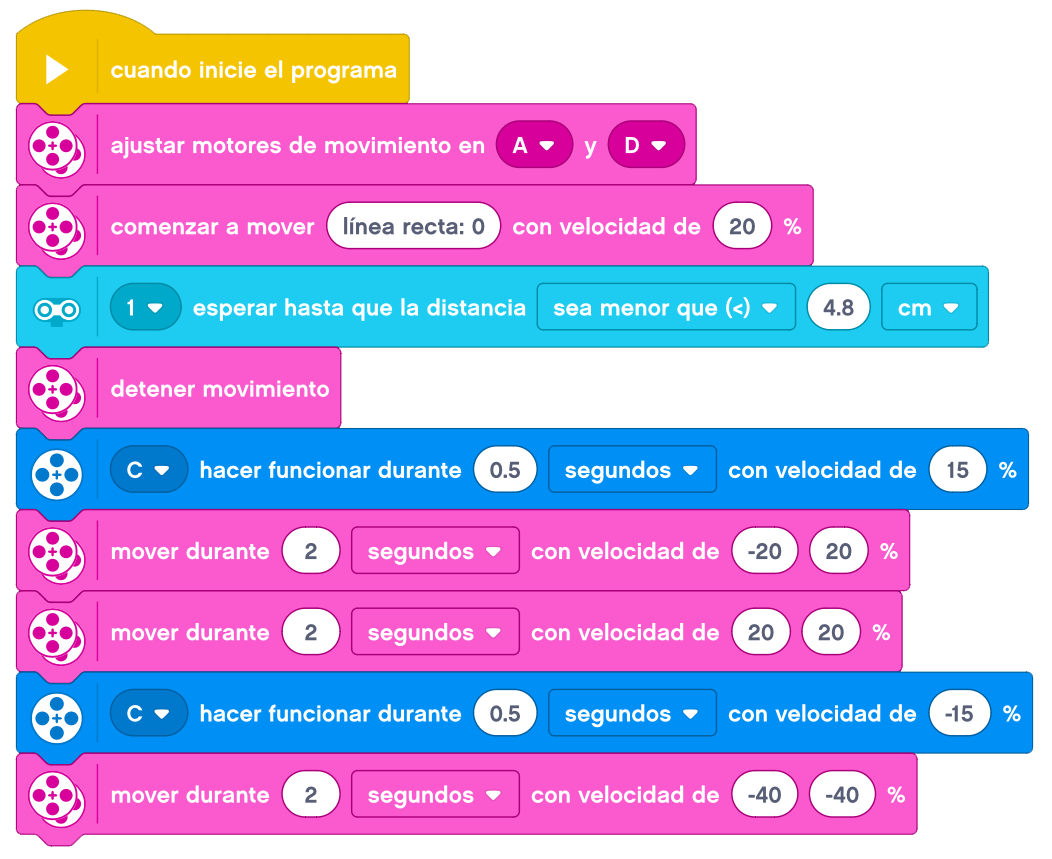 cuando inicie el programa
ajustar motores de movimiento en A y D
comenzar a mover línea recta: 0 con velocidad de 20 %
1 esperar hasta que la distancia sea menor que (<) 4.8 cm
detener movimiento
C hacer funcionar durante 0.5 segundos con velocidad de 15 %
mover durante 2 segundos con velocidad de -20 20 %
mover durante 2 segundos con velocidad de 20 20 %
C hacer funcionar durante 0.5 segundos con velocidad de -15 %
mover durante 2 segundos con velocidad de -40 -40 %